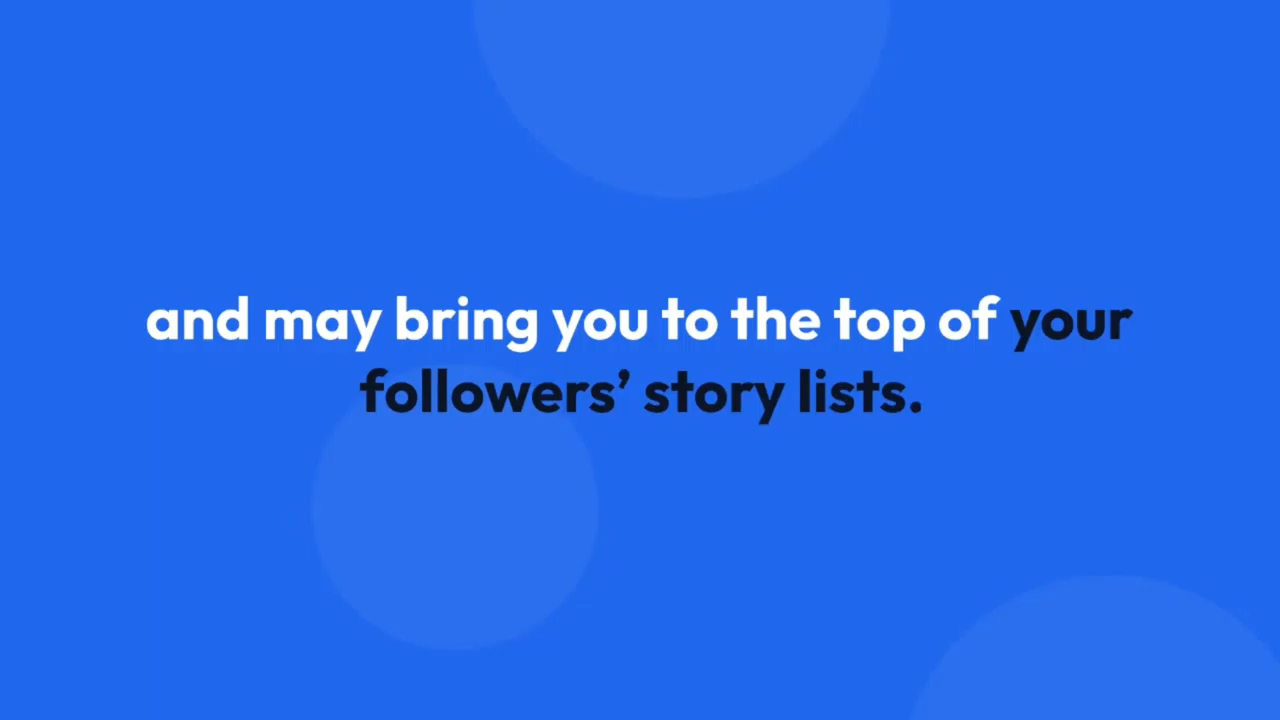 and may bring you to the top of your
followers’ story lists.